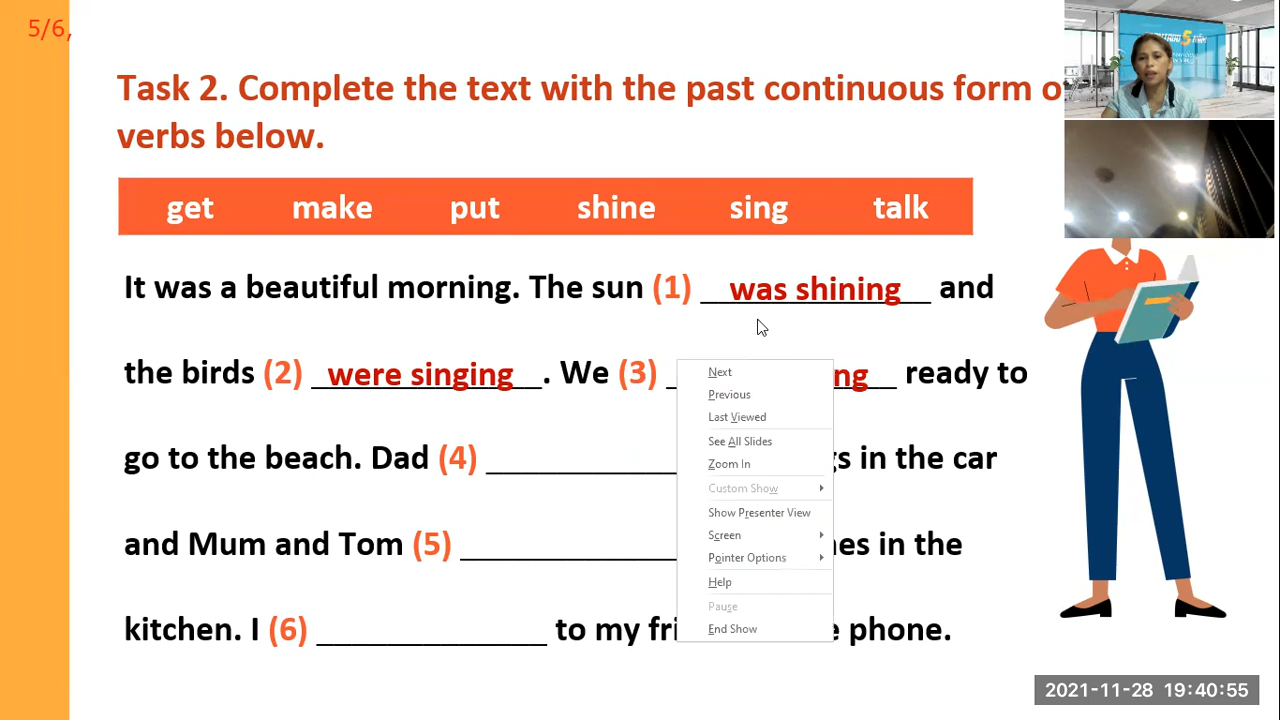 5/6,
Task 2. Complete the text with the past continuous form o
verbs below.
get make put shine sing talk
It was a beautiful morning. The sun (1) was shining and
the birds (2) were singing. We (3) ng ready to
go to the beach. Dad (4) ____________ gs in the car
and Mum and Tom (5) ____________ es in the
kitchen. I (6) ____________ to my fri e phone.
Next
Previous
Last Viewed
See All Slides
Zoom In
Custom Show
Show Presenter View
Screen
Pointer Options
Help
Pause
End Show
2021-11-28 19:40:55